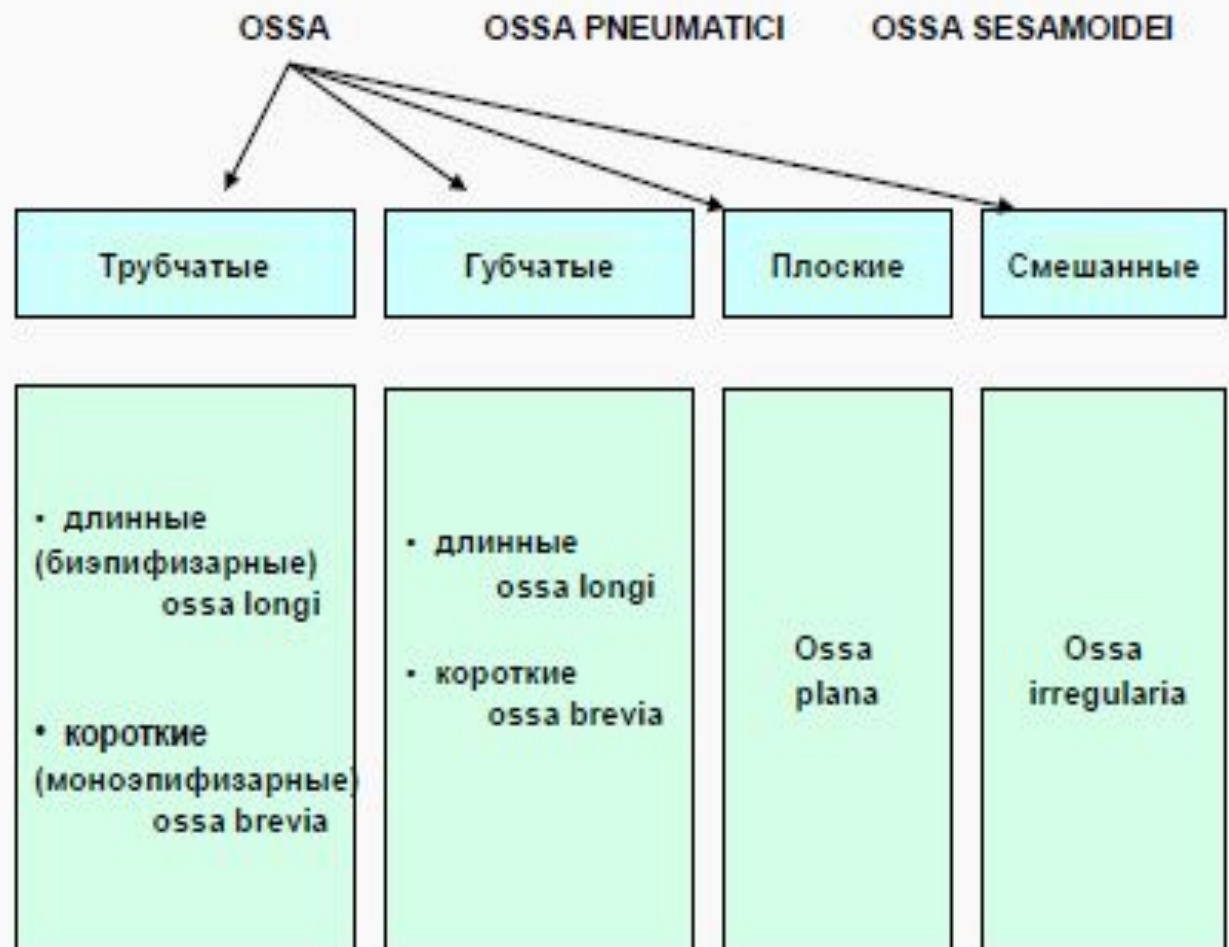 OSSA OSSA PNEUMATICI OSSA SESAMOIDEI
Трубчатые
Губчатые
Плоские
Смешанные
• длинные
(биэпифизарные)
ossa longi
• короткие
(моноэпифизарные)
ossa brevia
• длинные
ossa longi
• короткие
ossa brevia
Ossa
plana
Ossa
irregularia